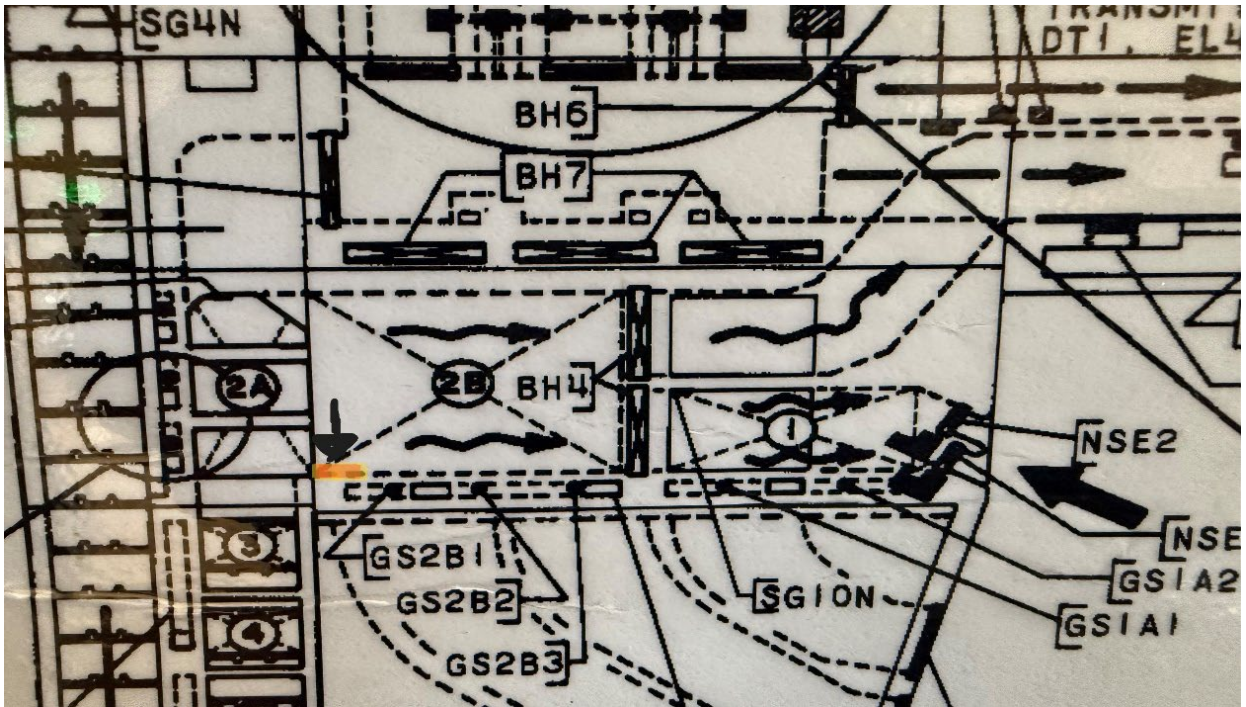 SG4N
TRANSMI
DT1, EL4
BH6
BH7
2A
2B
BH4
1
NSE2
NSE
3
GS2B1
GS1A2
GS2B2
SG10N
GS1A1
4
GS2B3